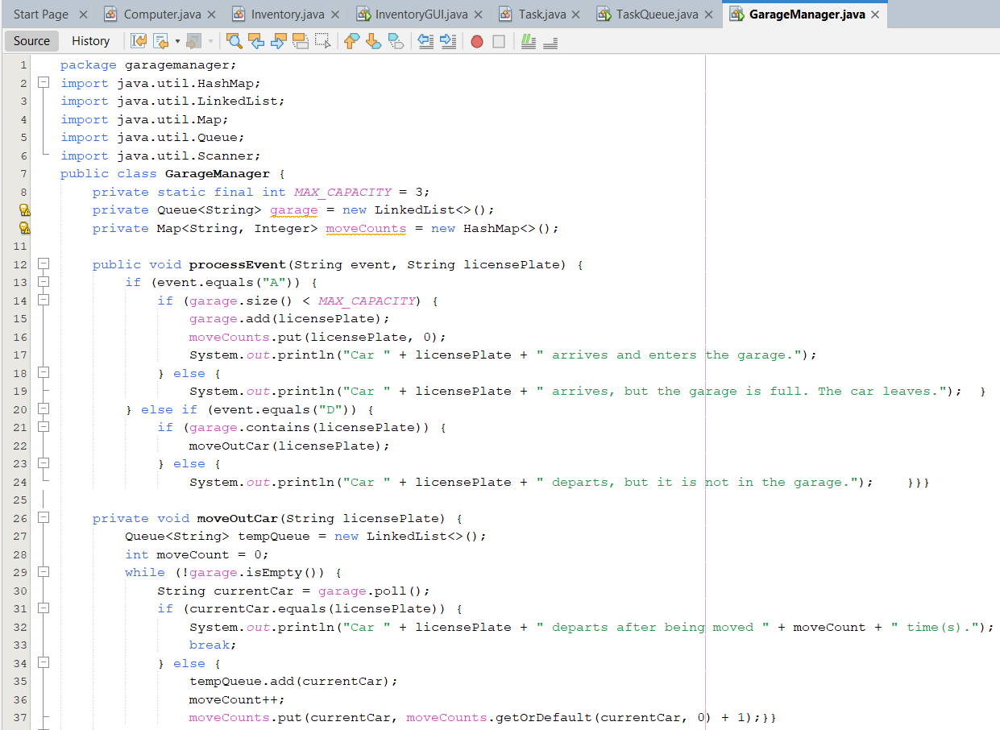 Start Page Computer.java Inventory.java InventoryGUI.java Task.java TaskQueue.java GarageManager.java
Source History
1 package garagemanager;
2 import java.util.HashMap;
3 import java.util.LinkedList;
4 import java.util.Map;
5 import java.util.Queue;
6 import java.util.Scanner;
7 public class GarageManager {
8 private static final int MAX_CAPACITY = 3;
private Queue<String> garage = new LinkedList<>();
private Map<String, Integer> moveCounts = new HashMap<>();
11
12 public void processEvent(String event, String licensePlate) {
13 if (event.equals("A")) {
14 if (garage.size() < MAX_CAPACITY) {
15 garage.add(licensePlate);
16 moveCounts.put(licensePlate, 0);
17 System.out.println("Car " + licensePlate + " arrives and enters the garage.");
18 } else {
19 System.out.println("Car " + licensePlate + " arrives, but the garage is full. The car leaves."); }
20 } else if (event.equals("D")) {
21 if (garage.contains(licensePlate)) {
22 moveOutCar(licensePlate);
23 } else {
24 System.out.println("Car " + licensePlate + " departs, but it is not in the garage."); }}}
25
26 private void moveOutCar(String licensePlate) {
27 Queue<String> tempQueue = new LinkedList<>();
28 int moveCount = 0;
29 while (!garage.isEmpty()) {
30 String currentCar = garage.poll();
31 if (currentCar.equals(licensePlate)) {
32 System.out.println("Car " + licensePlate + " departs after being moved " + moveCount + " time(s).");
33 break;
34 } else {
35 tempQueue.add(currentCar);
36 moveCount++;
37 moveCounts.put(currentCar, moveCounts.getOrDefault(currentCar, 0) + 1);}}